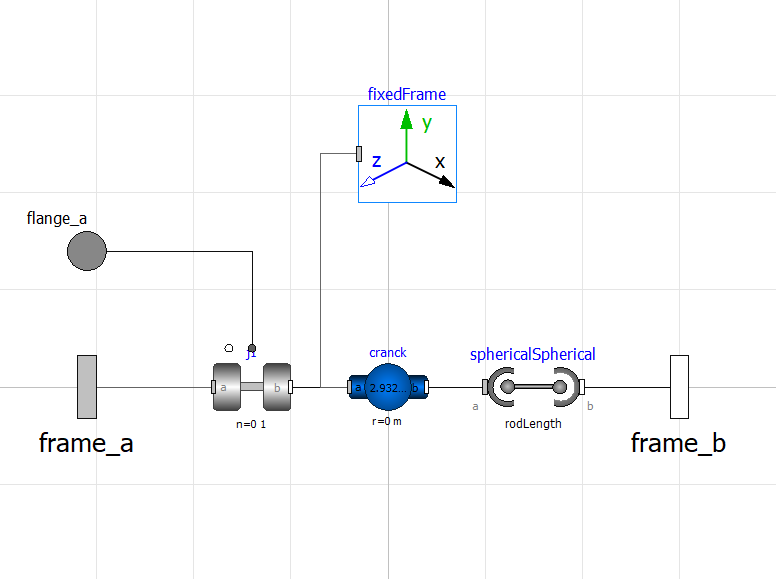 fixedFrame
y
z
x
flange_a
j1
cranck
sphericalSpherical
a
b
a
2.932...
b
a
b
n=0 1
r=0 m
rodLength
frame_a
frame_b